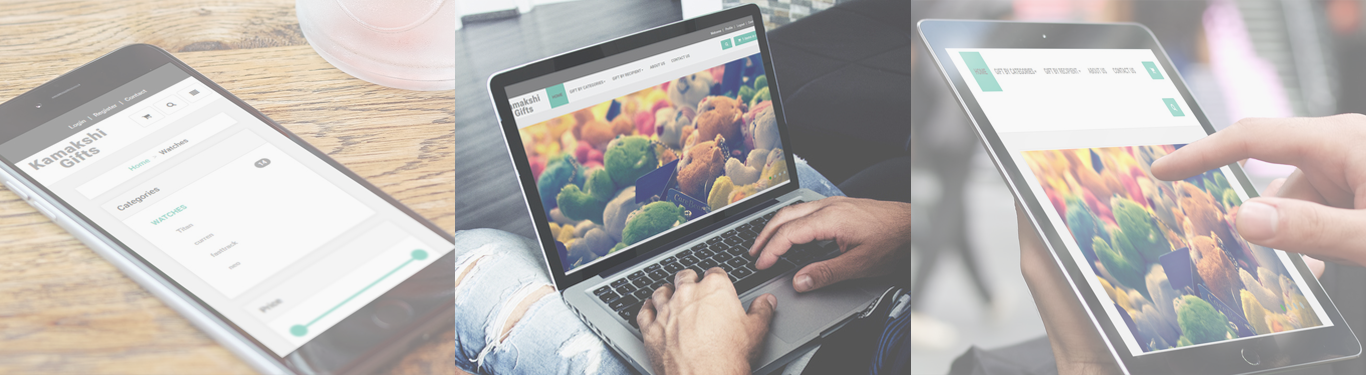 Login | Register | Contact
Kamakshi
Gifts
Home - Watches
Categories
WATCHES
Titan
fasttrack
Price
makshi
Gifts
HOME
GIFT BY CATEGORIES
GIFT BY RECIPIENT
ABOUT US
CONTACT US
HOME
GIFT BY CATEGORIES
GIFT BY RECIPIENT
ABOUT US
CONTACT US